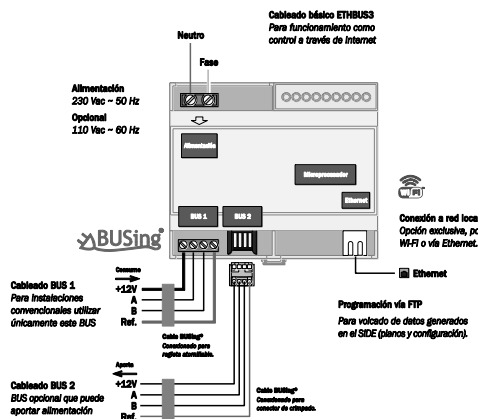 Cableado básico ETHBUS3
Para funcionamiento como
control a través de Internet
Neutro
Fase
Alimentación
230 Vac ~ 50 Hz
Opcional
110 Vac ~ 60 Hz
Alimentación
Microprocesador
Ethernet
BUS 1
BUS 2
BUSing®
Wi Fi
Conexión a red loca
Opción exclusiva, po
Wi-Fi o vía Ethernet.
Ethernet
Consumo
+12V
A
B
Ref.
Cableado BUS 1
Para instalaciones
convencionales utilizar
únicamente este BUS
Cable BUSing®
Conexionado para
regleta atornillable.
Programación vía FTP
Para volcado de datos generados
en el SIDE (planos y configuración).
Aporte
+12V
A
B
Ref.
Cableado BUS 2
BUS opcional que puede
aportar alimentación
Cable BUSing®
Conexionado para
conector de crimpado.